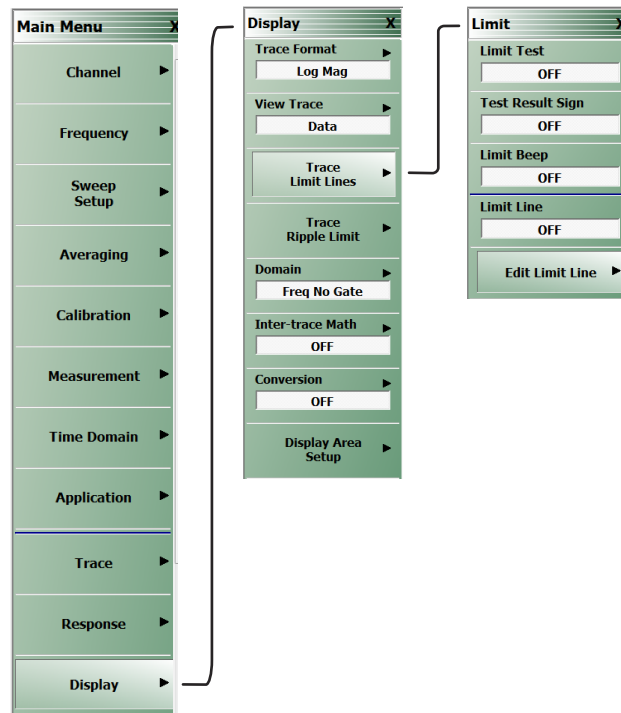 Main Menu X
Channel
Frequency
Sweep
Setup
Averaging
Calibration
Measurement
Time Domain
Application
Trace
Response
Display
Display X
Trace Format
Log Mag
View Trace
Data
Trace
Limit Lines
Trace
Ripple Limit
Domain
Freq No Gate
Inter-trace Math
OFF
Conversion
OFF
Display Area
Setup
Limit X
Limit Test
OFF
Test Result Sign
OFF
Limit Beep
OFF
Limit Line
OFF
Edit Limit Line